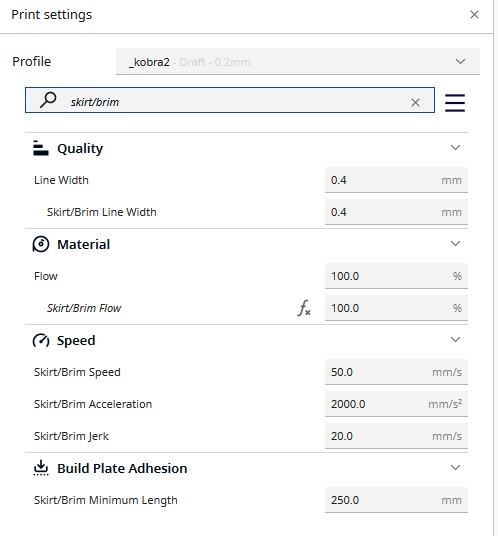 Print settings
Profile _kobra2 - Draft - 0.2mm
skirt/brim
Quality
Line Width 0.4 mm
Skirt/Brim Line Width 0.4 mm
Material
Flow 100.0 %
Skirt/Brim Flow 100.0 %
Speed
Skirt/Brim Speed 50.0 mm/s
Skirt/Brim Acceleration 2000.0 mm/s²
Skirt/Brim Jerk 20.0 mm/s
Build Plate Adhesion
Skirt/Brim Minimum Length 250.0 mm